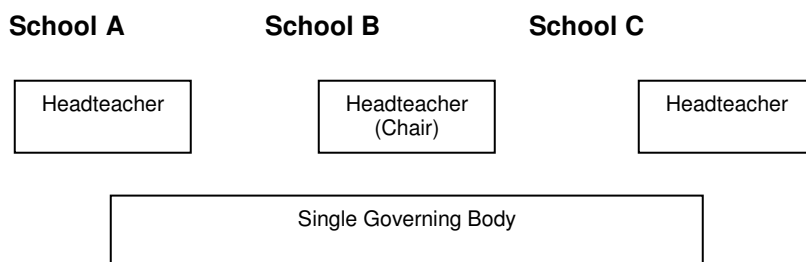 School A School B School C
Headteacher Headteacher Headteacher
(Chair)
Single Governing Body